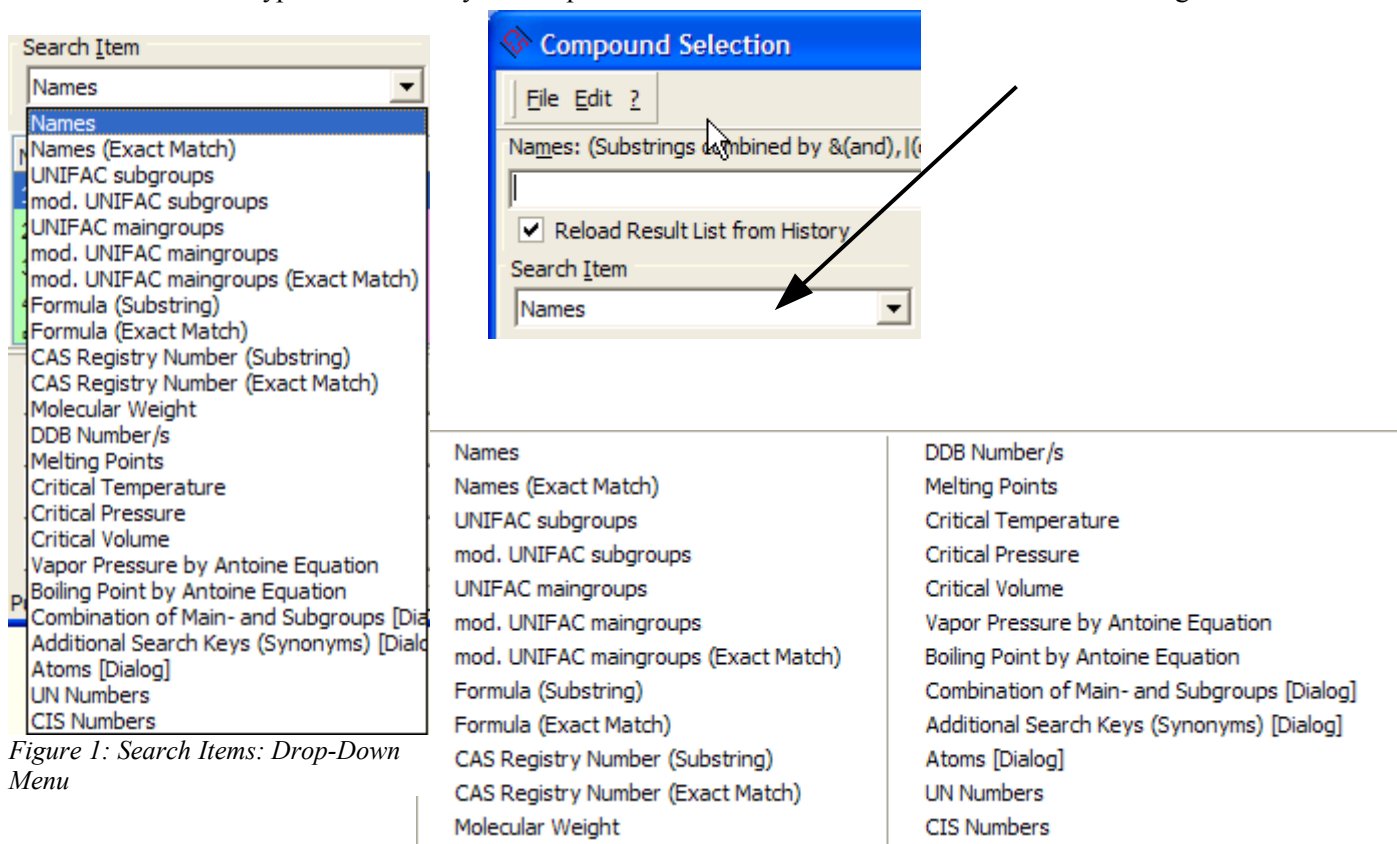 Search Item
Names
Names
Names (Exact Match)
UNIFAC subgroups
mod. UNIFAC subgroups
UNIFAC maingroups
mod. UNIFAC maingroups
mod. UNIFAC maingroups (Exact Match)
Formula (Substring)
Formula (Exact Match)
CAS Registry Number (Substring)
CAS Registry Number (Exact Match)
Molecular Weight
DDB Number/s
Melting Points
Critical Temperature
Critical Pressure
Critical Volume
Vapor Pressure by Antoine Equation
Boiling Point by Antoine Equation
Combination of Main- and Subgroups [Dia
Additional Search Keys (Synonyms) [Dialo
Atoms [Dialog]
UN Numbers
CIS Numbers
Figure 1: Search Items: Drop-Down
Menu
Compound Selection
File Edit ?
Names: (Substrings combined by &(and),|(
Reload Result List from History
Search Item
Names
Names
Names (Exact Match)
UNIFAC subgroups
mod. UNIFAC subgroups
UNIFAC maingroups
mod. UNIFAC maingroups
mod. UNIFAC maingroups (Exact Match)
Formula (Substring)
Formula (Exact Match)
CAS Registry Number (Substring)
CAS Registry Number (Exact Match)
Molecular Weight
DDB Number/s
Melting Points
Critical Temperature
Critical Pressure
Critical Volume
Vapor Pressure by Antoine Equation
Boiling Point by Antoine Equation
Combination of Main- and Subgroups [Dialog]
Additional Search Keys (Synonyms) [Dialog]
Atoms [Dialog]
UN Numbers
CIS Numbers